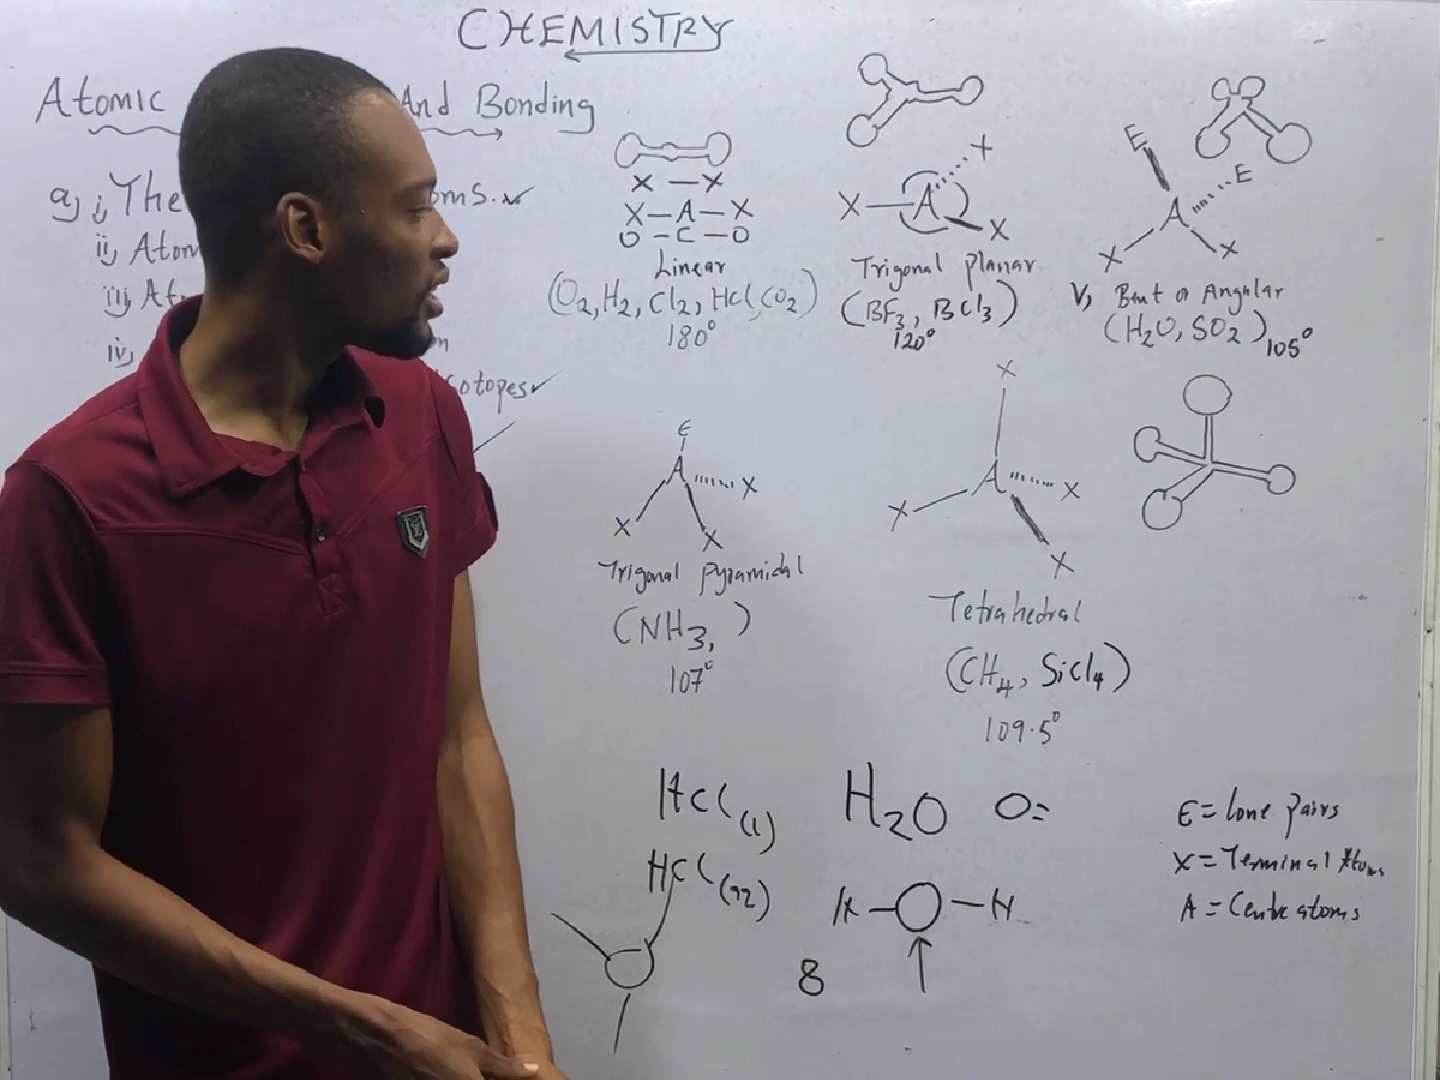 CHEMISTRY
Atomic And Bonding
a, i, The oms.
ii, Atom
iii, At
iv, on
otopes
X — X
X — A — X
O — C — O
Linear
(O2, H2, Cl2, HCl, CO2)
180°
X
X — A
X
Trigonal planar
(BF3, BCl3)
120°
E
E
A
X X
V, Bent or Angular
(H2O, SO2) 105°
E
A X
X X
Trigonal pyramidal
(NH3, )
107°
X
A X
X
X
Tetrahedral
(CH4, SiCl4)
109.5°
HCl(l)
H2O O=
H — O — H
8
E = Lone pairs
X = Terminal Atoms
A = Centre atoms